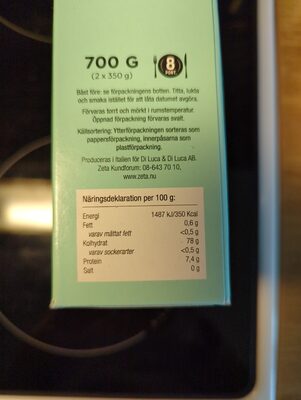 700 G
(2 x 350 g)
8
PORT.
Bäst före: se förpackningens botten. Titta, lukta
och smaka istället för att låta datumet avgöra.
Förvaras torrt och mörkt i rumstemperatur.
Öppnad förpackning förvaras svalt.
Källsortering: Ytterförpackningen sorteras som
pappersförpackning, innerpåsarna som
plastförpackning.
Produceras i Italien för Di Luca & Di Luca AB.
Zeta Kundforum: 08-643 70 10,
www.zeta.nu
Näringsdeklaration per 100 g:
Energi 1487 kJ/350 Kcal
Fett 0,6 g
varav mättat fett <0,5 g
Kolhydrat 78 g
varav sockerarter <0,5 g
Protein 7,4 g
Salt 0 g